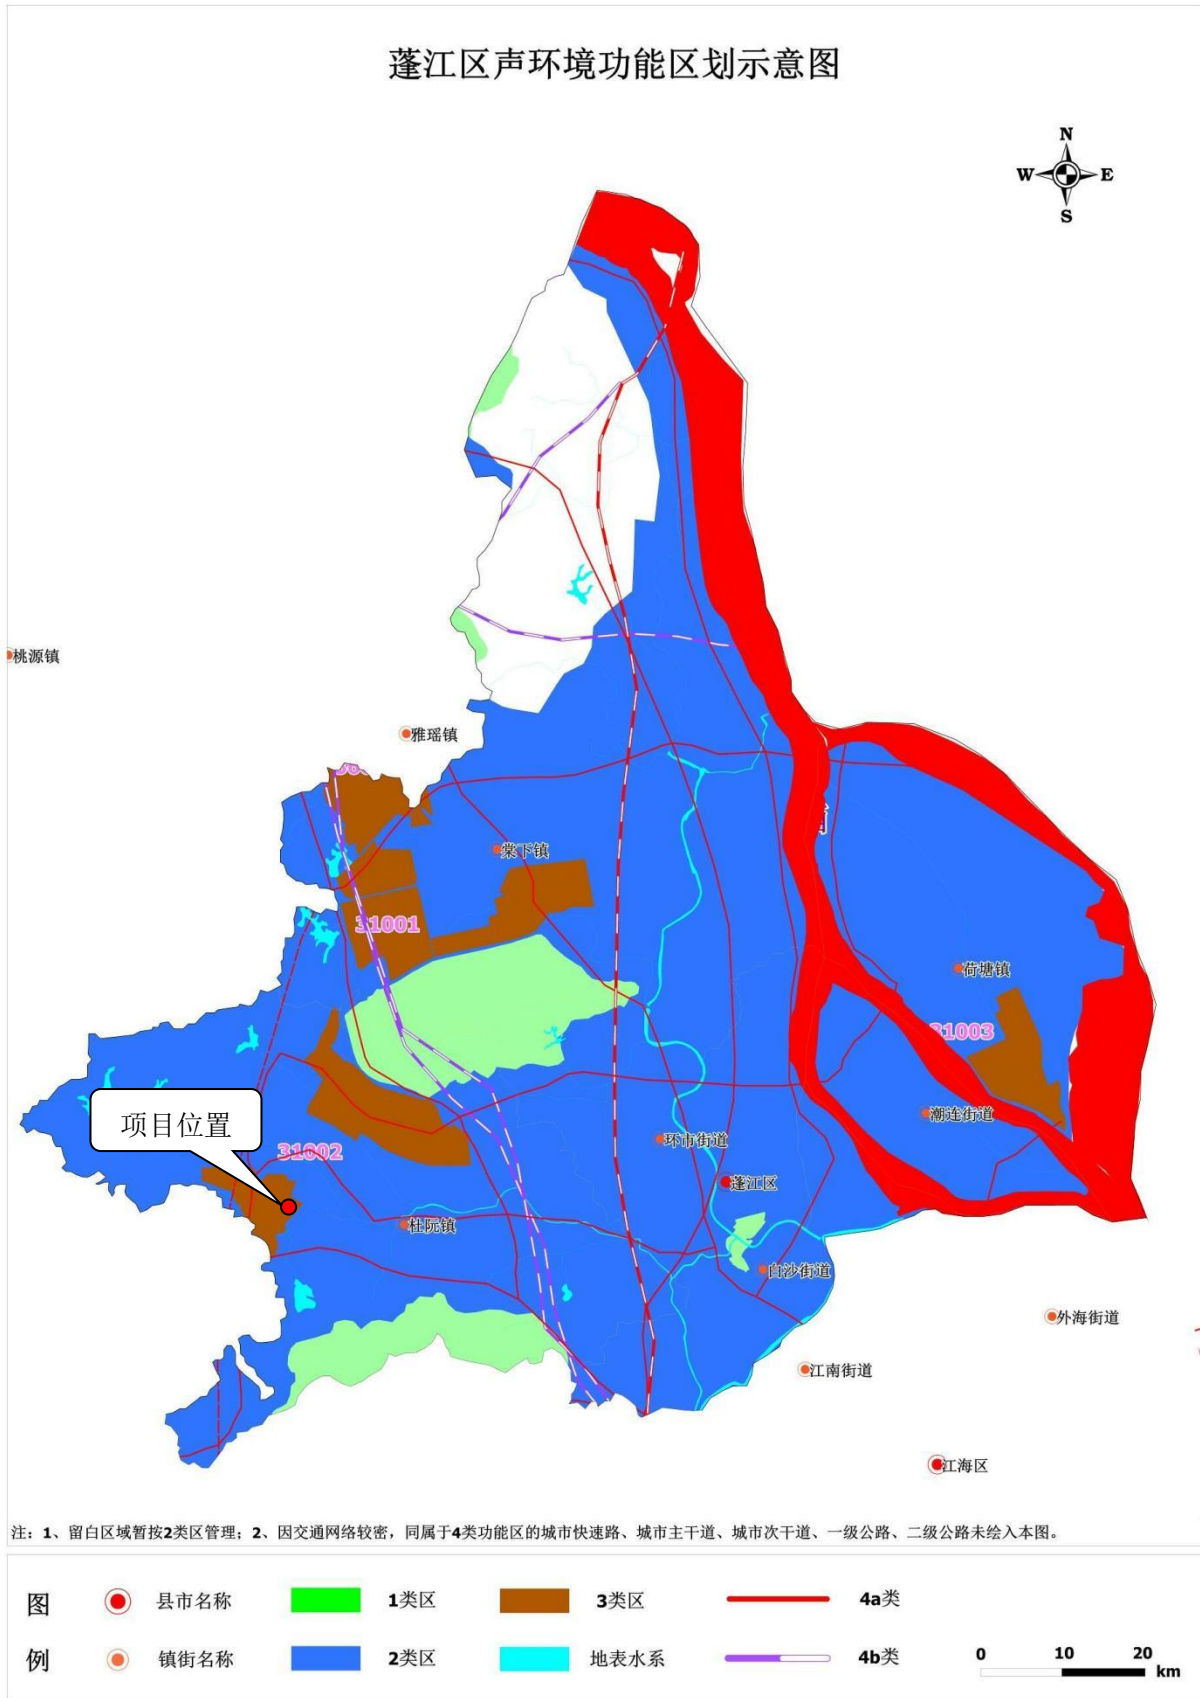 蓬江区声环境功能区划示意图
N
W
E
S
桃源镇
雅瑶镇
棠下镇
31001
荷塘镇
31003
项目位置
潮连街道
环市街道
31002
蓬江区
杜阮镇
白沙街道
外海街道
江南街道
江海区
注：1、留白区域暂按2类区管理；2、因交通网络较密，同属于4类功能区的城市快速路、城市主干道、城市次干道、一级公路、二级公路未绘入本图。
图例
县市名称
1类区
3类区
4a类
镇街名称
2类区
地表水系
4b类
0 10 20
km